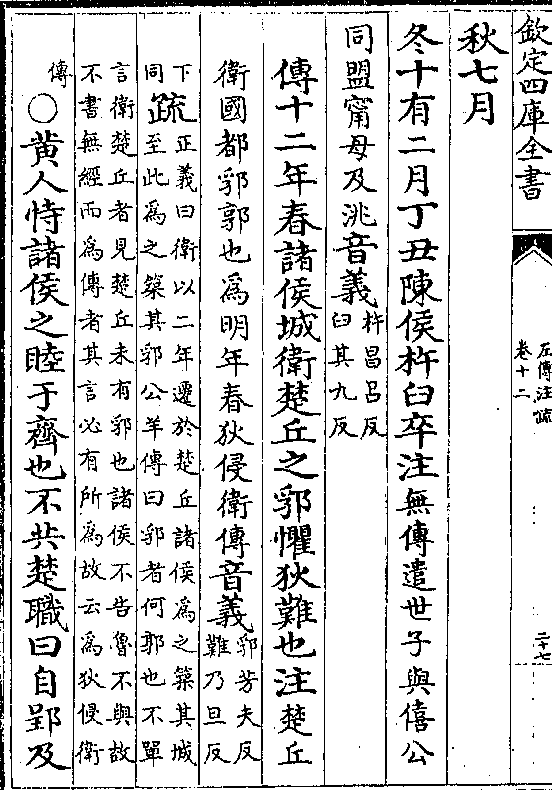 欽定四庫全書
左傳注疏
卷十二
二十七
秋七月
冬十有二月丁丑陳侯杵臼卒注無傳遣世子與僖公
同盟甯母及洮音義杵昌呂反
臼其九反
傳十二年春諸侯城衛楚丘之郛懼狄難也注楚丘
衛國都郛郭也爲明年春狄侵衛傳音義郛芳夫反
難乃旦反
下
同
疏正義曰衛以二年遷於楚丘諸侯爲之築其城
至此爲之築其郛公羊傳曰郛者何郭也不單
言衛楚丘者見楚丘未有郛也諸侯不告魯不與故
不書無經而爲傳者其言必有所爲故云爲狄侵衛
傳
○黄人恃諸侯之睦于齊也不共楚職曰自郢及